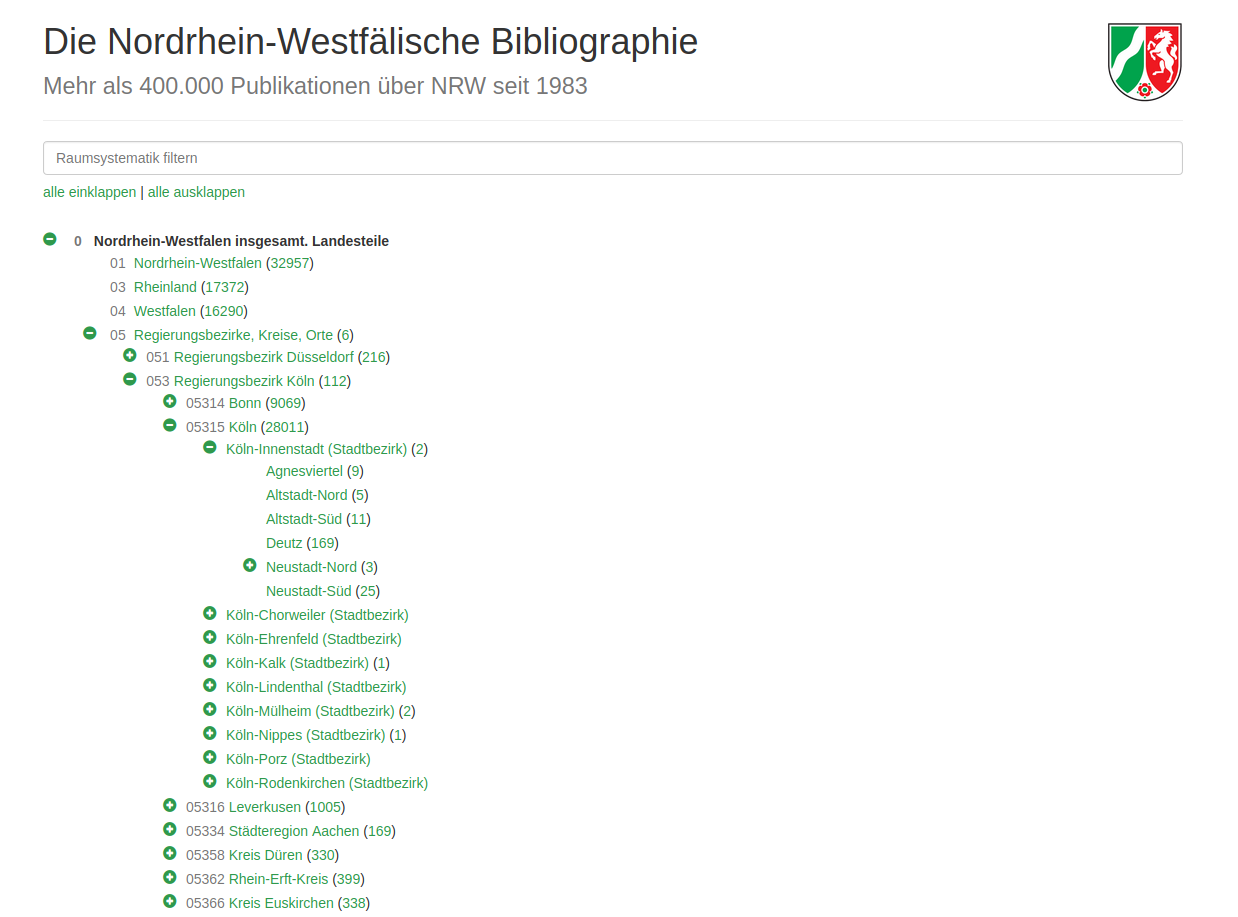 Die Nordrhein-Westfälische Bibliographie
Mehr als 400.000 Publikationen über NRW seit 1983
Raumsystematik filtern
alle einklappen | alle ausklappen
0 Nordrhein-Westfalen insgesamt. Landesteile
01 Nordrhein-Westfalen (32957)
03 Rheinland (17372)
04 Westfalen (16290)
05 Regierungsbezirke, Kreise, Orte (6)
051 Regierungsbezirk Düsseldorf (216)
053 Regierungsbezirk Köln (112)
05314 Bonn (9069)
05315 Köln (28011)
Köln-Innenstadt (Stadtbezirk) (2)
Agnesviertel (9)
Altstadt-Nord (5)
Altstadt-Süd (11)
Deutz (169)
Neustadt-Nord (3)
Neustadt-Süd (25)
Köln-Chorweiler (Stadtbezirk)
Köln-Ehrenfeld (Stadtbezirk)
Köln-Kalk (Stadtbezirk) (1)
Köln-Lindenthal (Stadtbezirk)
Köln-Mülheim (Stadtbezirk) (2)
Köln-Nippes (Stadtbezirk) (1)
Köln-Porz (Stadtbezirk)
Köln-Rodenkirchen (Stadtbezirk)
05316 Leverkusen (1005)
05334 Städteregion Aachen (169)
05358 Kreis Düren (330)
05362 Rhein-Erft-Kreis (399)
05366 Kreis Euskirchen (338)